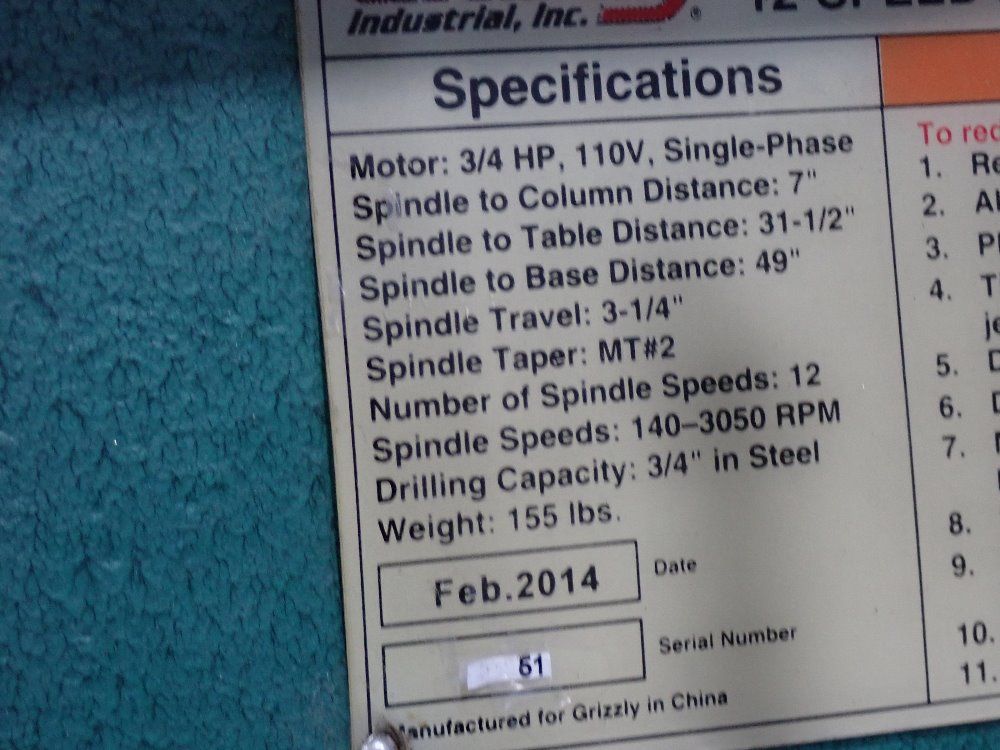 Industrial, Inc. ®
12 SPEED
Specifications
Motor: 3/4 HP, 110V, Single-Phase
Spindle to Column Distance: 7"
Spindle to Table Distance: 31-1/2"
Spindle to Base Distance: 49"
Spindle Travel: 3-1/4"
Spindle Taper: MT#2
Number of Spindle Speeds: 12
Spindle Speeds: 140–3050 RPM
Drilling Capacity: 3/4" in Steel
Weight: 155 lbs.
Feb.2014 Date
51 Serial Number
Manufactured for Grizzly in China
To
1.
2.
3.
4.
5.
6.
7.
8.
9.
10.
11.